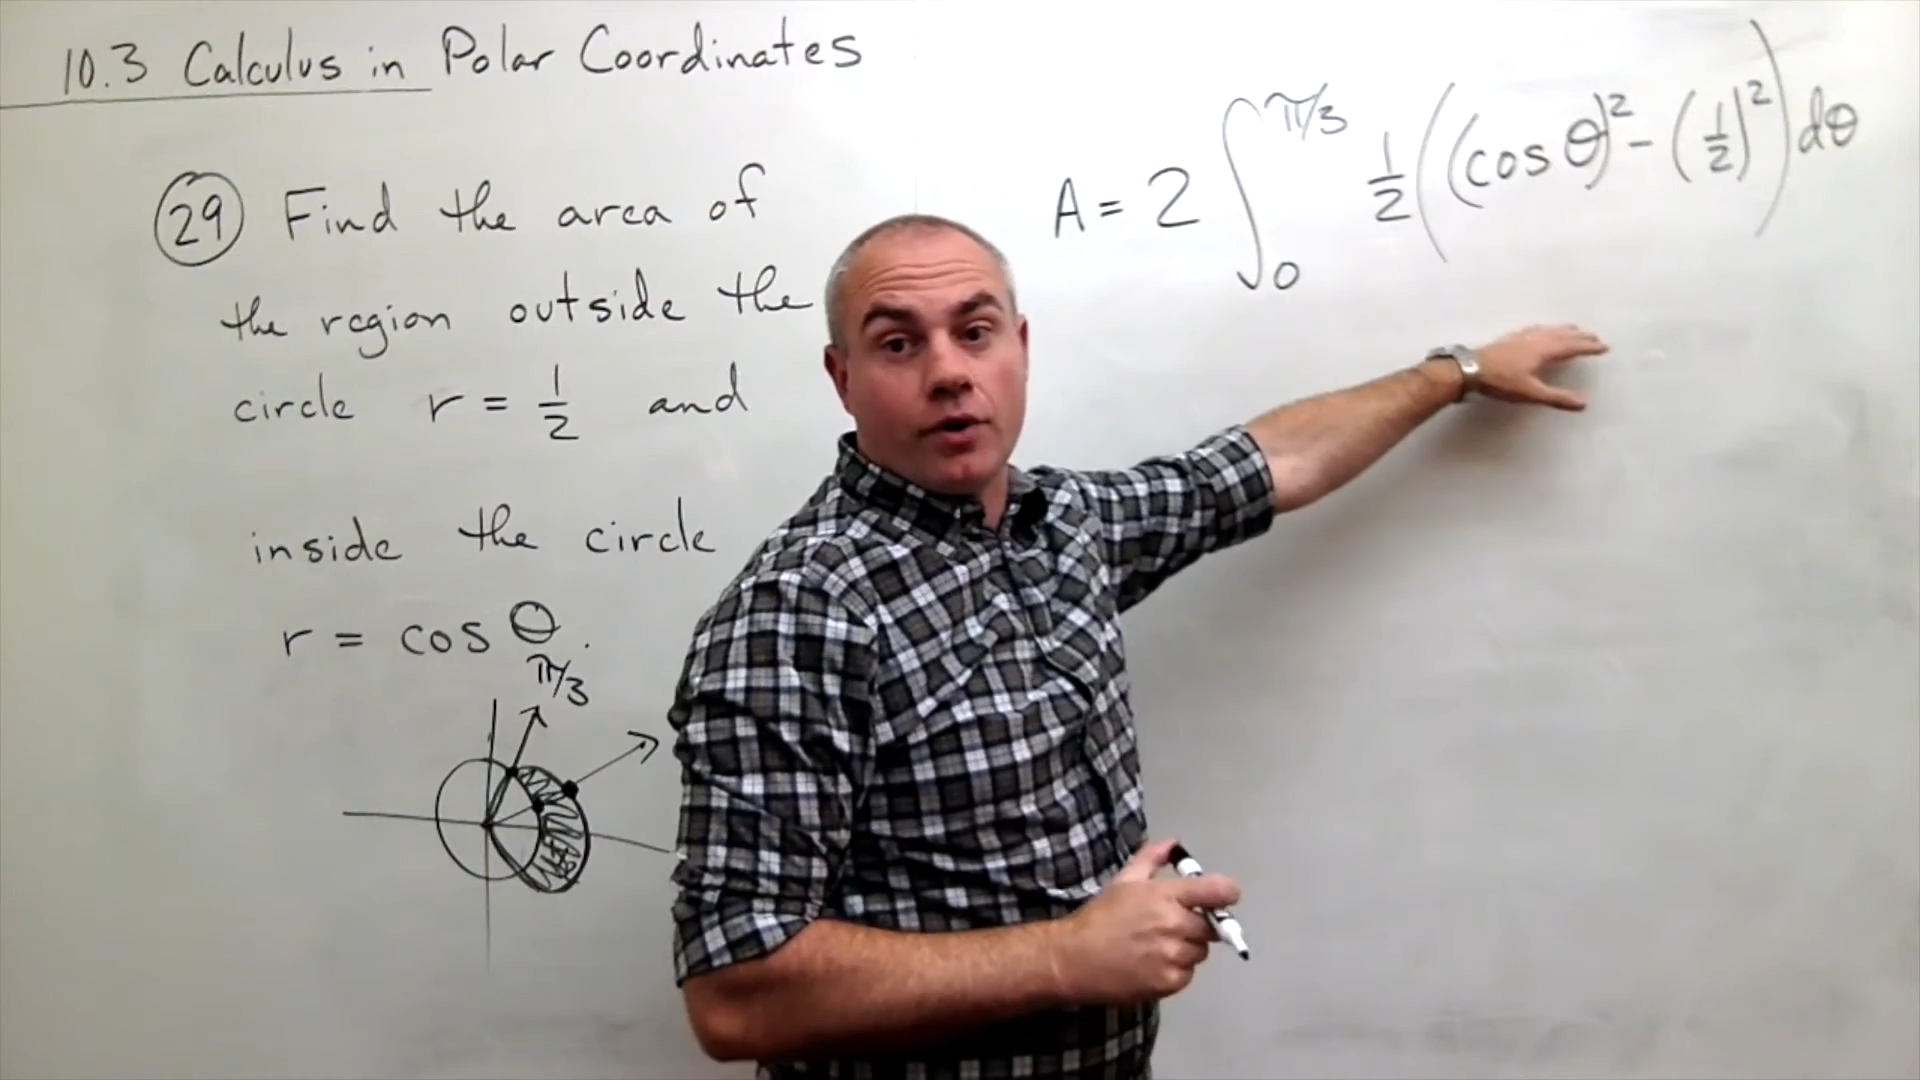 10.3 Calculus in Polar Coordinates
29 Find the area of
the region outside the
circle r = 1/2 and
inside the circle
r = cos θ.
π/3
A = 2 ∫₀^π/3 1/2 ((cos θ)² - (1/2)²) dθ